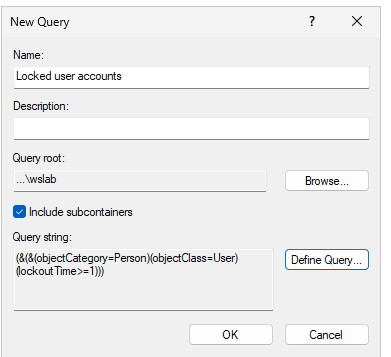 New Query
?
Name:
Locked user accounts
Description:
Query root:
...\wslab
Browse...
Include subcontainers
Query string:
(&(&(objectCategory=Person)(objectClass=User)
(lockoutTime>=1)))
Define Query...
OK
Cancel